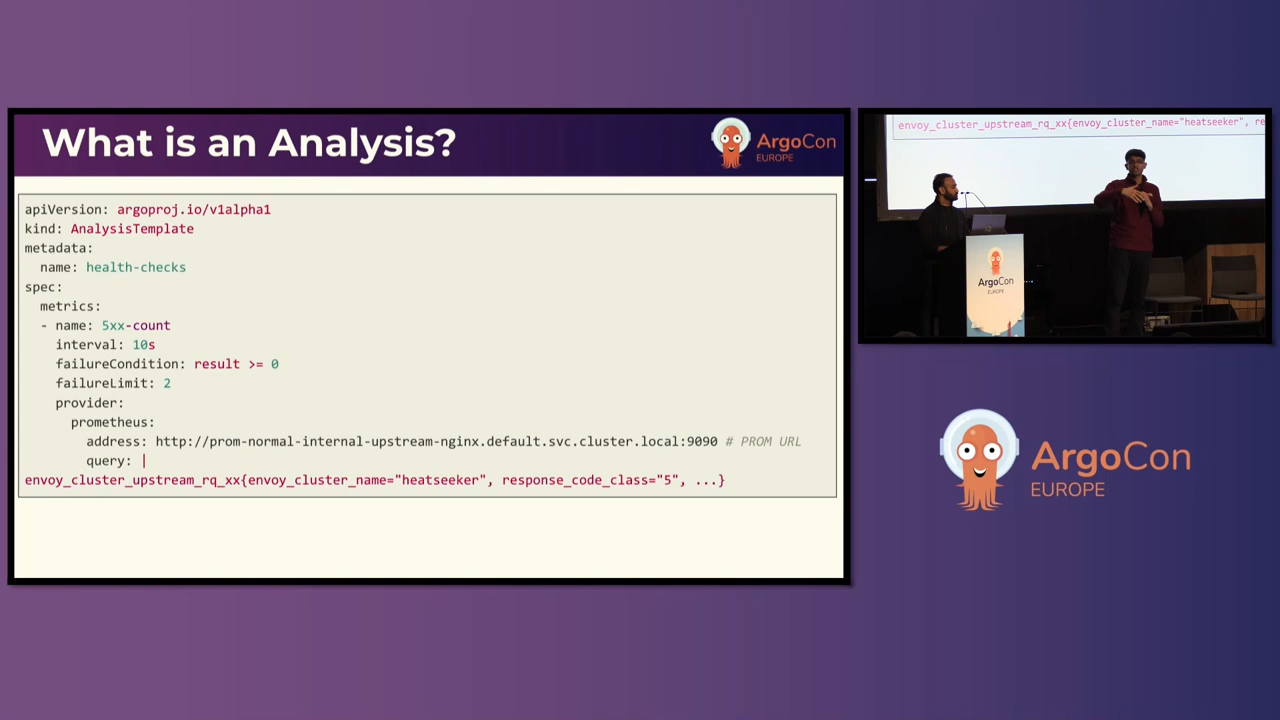 What is an Analysis?
ArgoCon
EUROPE
apiVersion: argoproj.io/v1alpha1
kind: AnalysisTemplate
metadata:
  name: health-checks
spec:
  metrics:
  - name: 5xx-count
    interval: 10s
    failureCondition: result >= 0
    failureLimit: 2
    provider:
      prometheus:
        address: http://prom-normal-internal-upstream-nginx.default.svc.cluster.local:9090 # PROM URL
        query: |
envoy_cluster_upstream_rq_xx{envoy_cluster_name="heatseeker", response_code_class="5", ...}
envoy_cluster_upstream_rq_xx{envoy_cluster_name="heatseeker", re
ArgoCon
EUROPE
ArgoCon
EUROPE